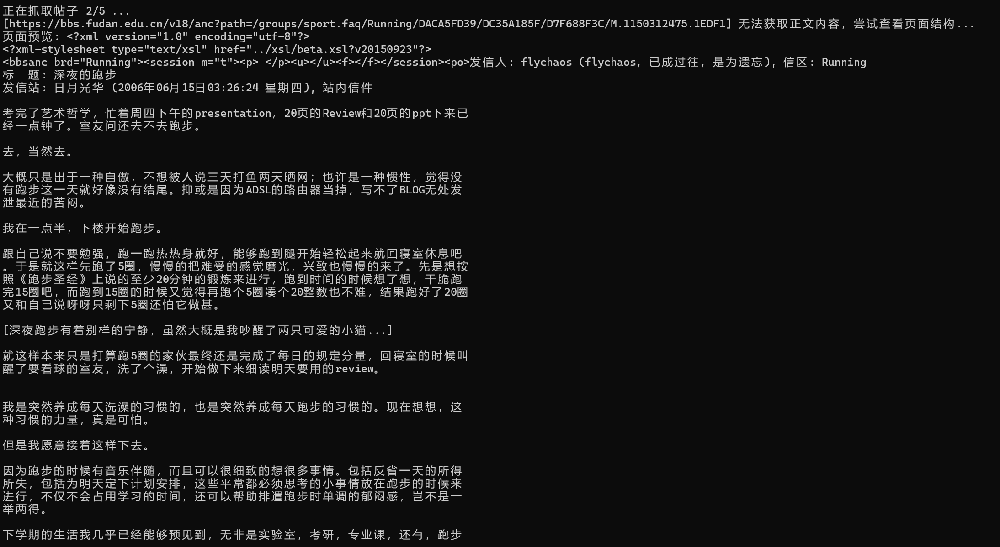 正在抓取帖子 2/5 ...
[https://bbs.fudan.edu.cn/v18/anc?path=/groups/sport.faq/Running/DACA5FD39/DC35A185F/D7F688F3C/M.1150312475.1EDF1] 无法获取正文内容，尝试查看页面结构...
页面预览：<?xml version="1.0" encoding="utf-8"?>
<?xml-stylesheet type="text/xsl" href="../xsl/beta.xsl?v20150923"?>
<bbsanc brd="Running"><session m="t"><p> </p><u></u><f></f></session><po>发信人：flychaos (flychaos, 已成过往，是为遗忘), 信区：Running
标　题：深夜的跑步
发信站：日月光华 (2006年06月15日03:26:24 星期四), 站内信件
考完了艺术哲学，忙着周四下午的presentation，20页的Review和20页的ppt下来已
经一点钟了。室友问还去不去跑步。
去，当然去。
大概只是出于一种自傲，不想被人说三天打鱼两天晒网；也许是一种惯性，觉得没
有跑步这一天就好像没有结尾。抑或是因为ADSL的路由器当掉，写不了BLOG无处发
泄最近的苦闷。
我在一点半，下楼开始跑步。
跟自己说不要勉强，跑一跑热热身就好，能够跑到腿开始轻松起来就回寝室休息吧
。于是就这样先跑了5圈，慢慢的把难受的感觉磨光，兴致也慢慢的来了。先是想按
照《跑步圣经》上说的至少20分钟的锻炼来进行，跑到时间的时候想了想，干脆跑
完15圈吧，而跑到15圈的时候又觉得再跑个5圈凑个20整数也不难，结果跑好了20圈
又和自己说呀呀只剩下5圈还怕它做甚。
[深夜跑步有着别样的宁静，虽然大概是我吵醒了两只可爱的小猫...]
就这样本来只是打算跑5圈的家伙最终还是完成了每日的规定分量，回寝室的时候叫
醒了要看球的室友，洗了个澡，开始做下来细读明天要用的review。
我是突然养成每天洗澡的习惯的，也是突然养成每天跑步的习惯的。现在想想，这
种习惯的力量，真是可怕。
但是我愿意接着这样下去。
因为跑步的时候有音乐伴随，而且可以很细致的想很多事情。包括反省一天的所得
所失，包括为明天定下计划安排，这些平常都必须思考的小事情放在跑步的时候来
进行，不仅不会占用学习的时间，还可以帮助排遣跑步时单调的郁闷感，岂不是一
举两得。
下学期的生活我几乎已经能够预见到，无非是实验室，考研，专业课，还有，跑步